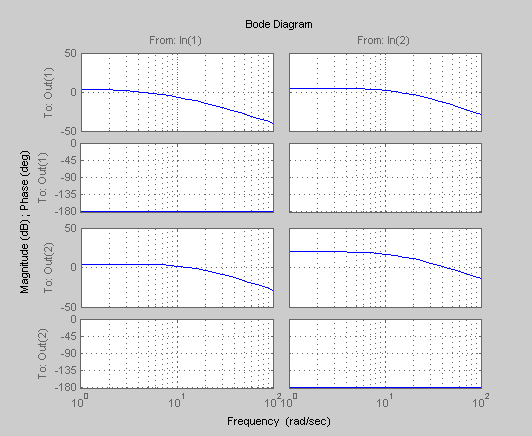 Bode Diagram
From: In(1) From: In(2)
Magnitude (dB) ; Phase (deg)
To: Out(1)
50
0
-50
To: Out(1)
0
-45
-90
-135
-180
To: Out(2)
50
0
-50
To: Out(2)
0
-45
-90
-135
-180
10^0 10^1 10^2 10^0 10^1 10^2
Frequency (rad/sec)